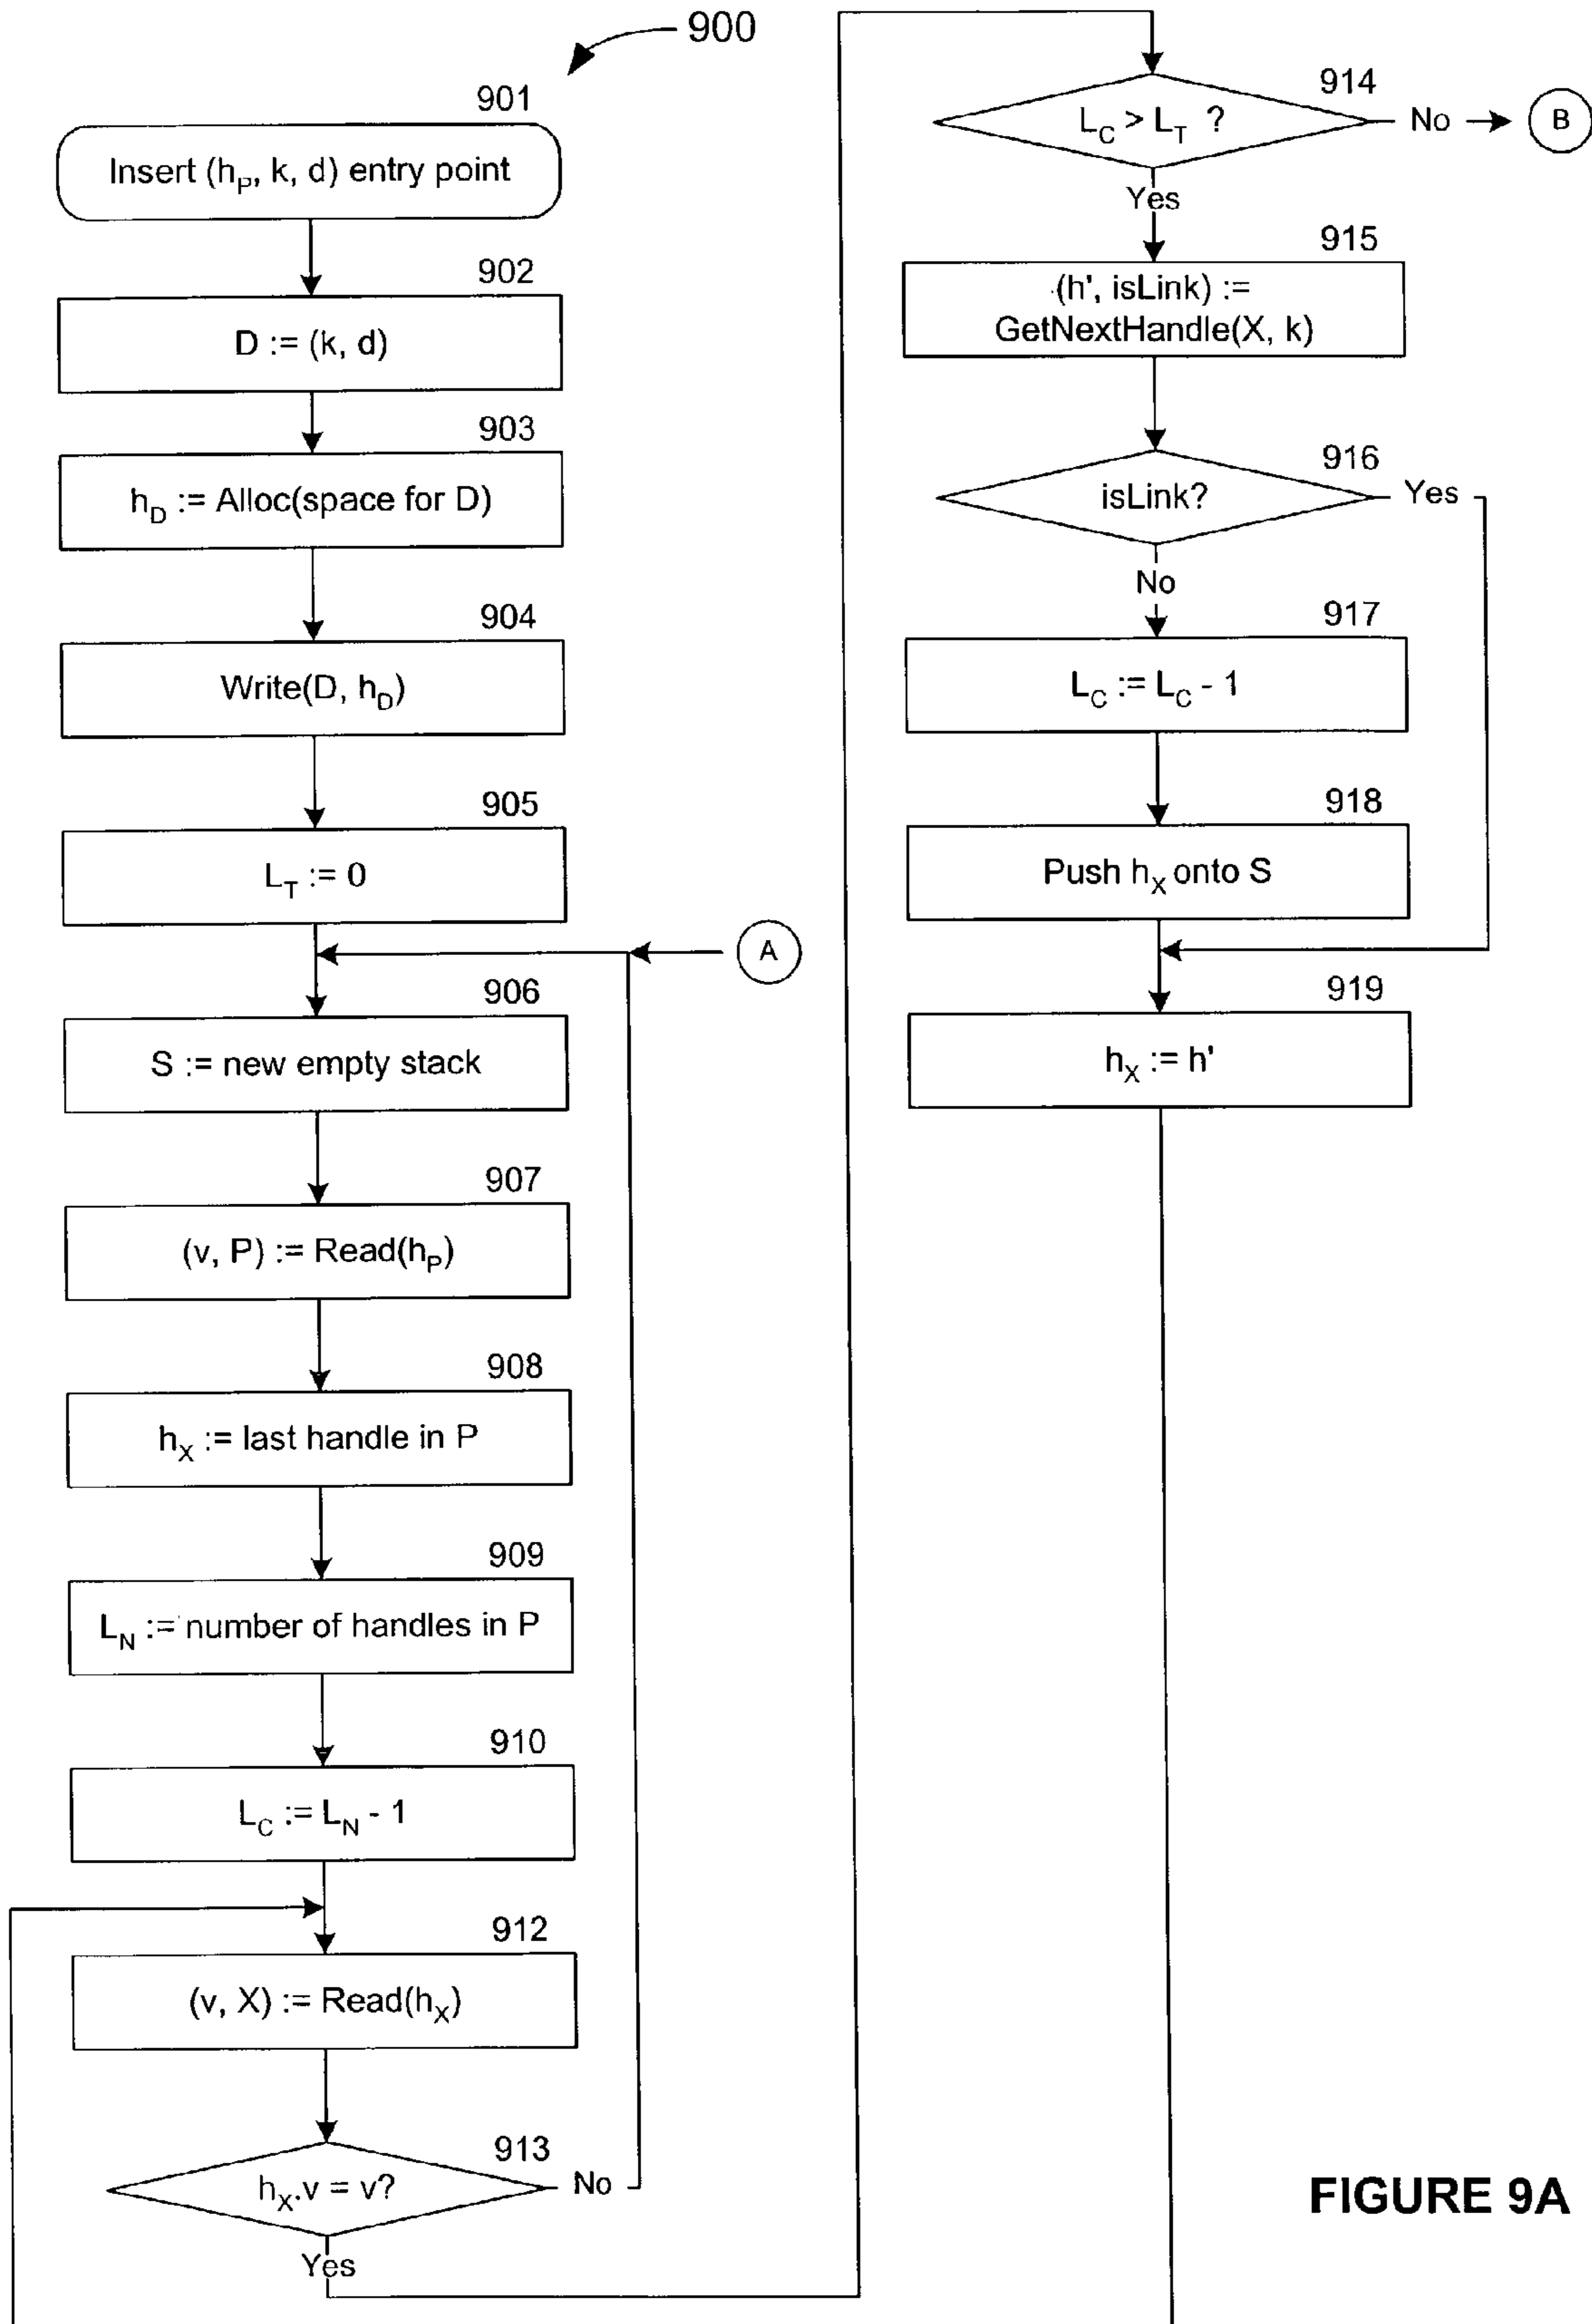 900
901
Insert (hP, k, d) entry point
902
D := (k, d)
903
hD := Alloc(space for D)
904
Write(D, hD)
905
LT := 0
A
906
S := new empty stack
907
(v, P) := Read(hP)
908
hX := last handle in P
909
LN := number of handles in P
910
LC := LN - 1
912
(v, X) := Read(hX)
913
hX.v = v?
No
Yes
914
LC > LT ?
No
B
Yes
915
(h', isLink) :=
GetNextHandle(X, k)
916
isLink?
Yes
No
917
LC := LC - 1
918
Push hX onto S
919
hX := h'
FIGURE 9A